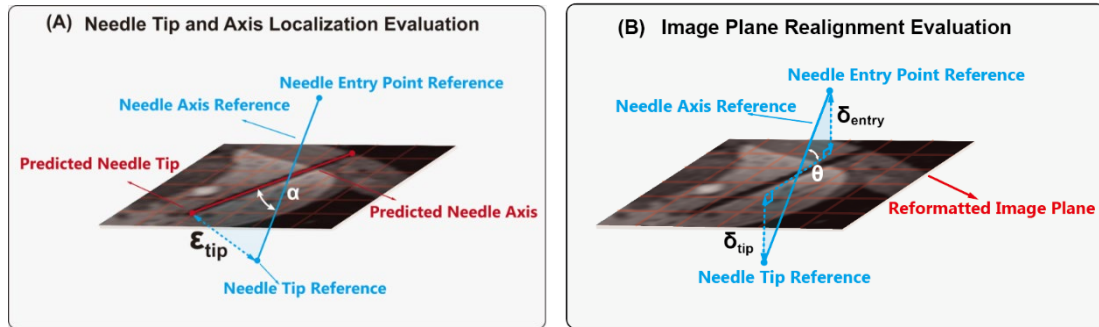 (A) Needle Tip and Axis Localization Evaluation
Needle Entry Point Reference
Needle Axis Reference
Predicted Needle Tip
α
Predicted Needle Axis
εtip
Needle Tip Reference
(B) Image Plane Realignment Evaluation
Needle Entry Point Reference
Needle Axis Reference
δentry
θ
Reformatted Image Plane
δtip
Needle Tip Reference